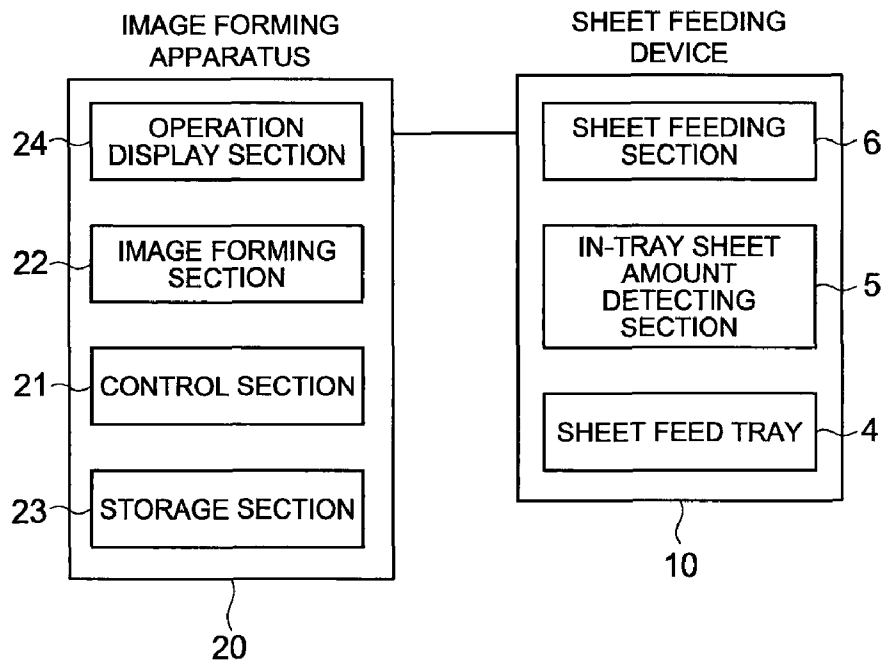 IMAGE FORMING
APPARATUS
24
OPERATION
DISPLAY SECTION
22
IMAGE FORMING
SECTION
21
CONTROL SECTION
23
STORAGE SECTION
20
SHEET FEEDING
DEVICE
SHEET FEEDING
SECTION
6
IN-TRAY SHEET
AMOUNT
DETECTING
SECTION
5
SHEET FEED TRAY
4
10